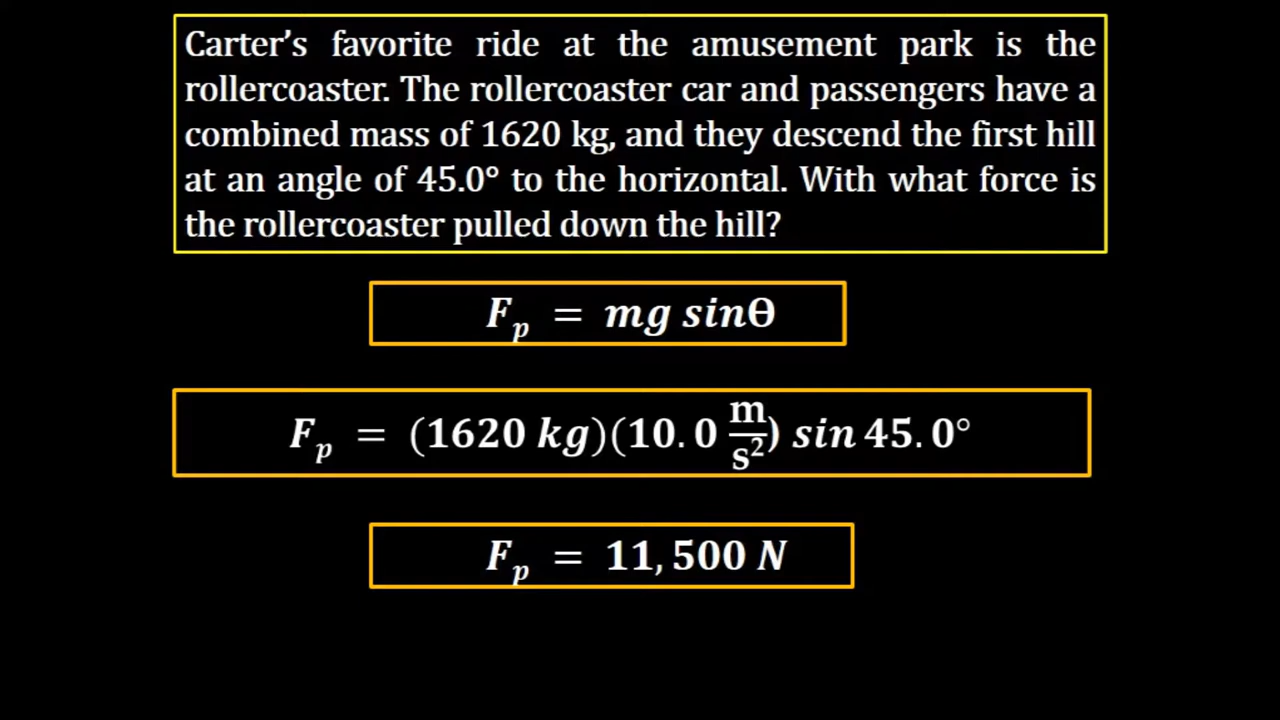 Carter’s favorite ride at the amusement park is the
rollercoaster. The rollercoaster car and passengers have a
combined mass of 1620 kg, and they descend the first hill
at an angle of 45.0° to the horizontal. With what force is
the rollercoaster pulled down the hill?
Fₚ = mg sinθ
Fₚ = (1620 kg)(10.0 m/s²) sin 45.0°
Fₚ = 11,500 N